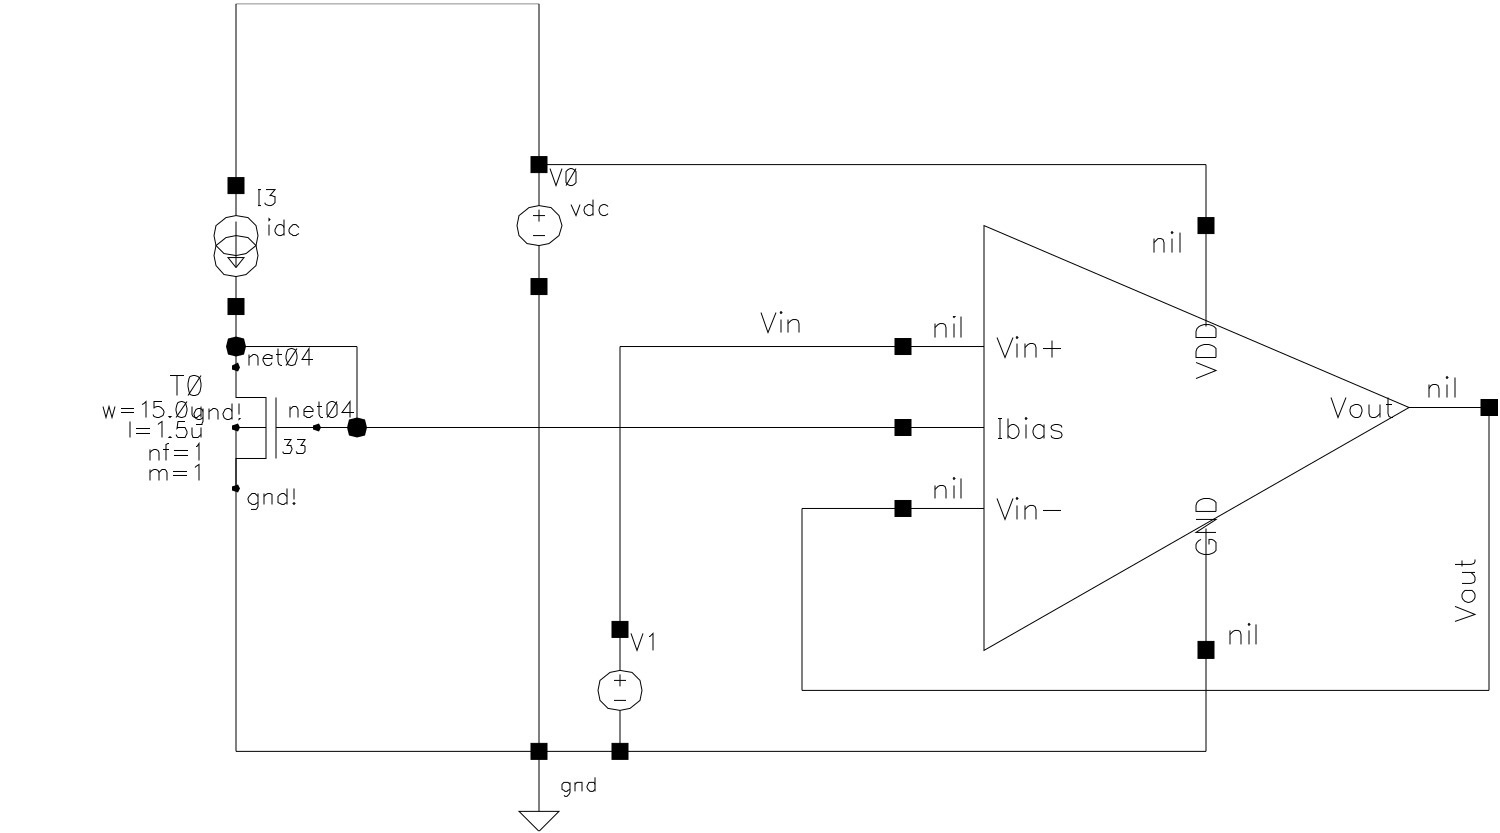 I3
idc
V0
vdc
nil
Vin
nil
Vin+
VDD
net04
T0
w=15.0u
gnd!
net04
l=1.5u
33
nf=1
m=1
gnd!
Ibias
nil
Vin-
Vout
nil
GND
Vout
V1
nil
gnd
+
−
+
−